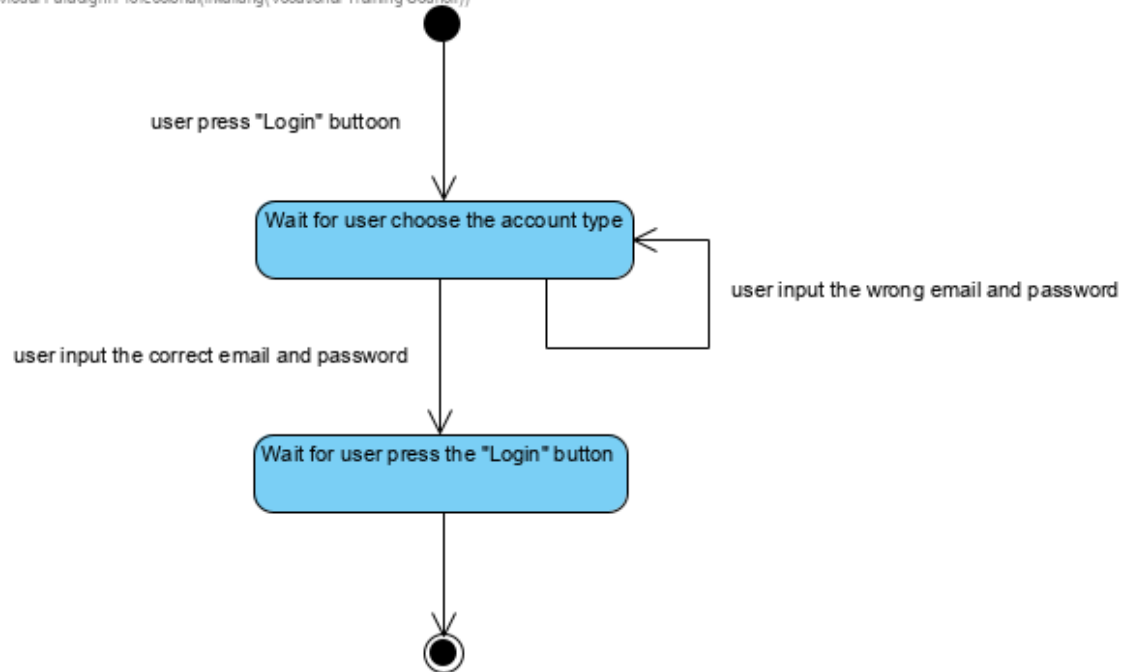 user press "Login" buttoon
Wait for user choose the account type
user input the wrong email and password
user input the correct email and password
Wait for user press the "Login" button